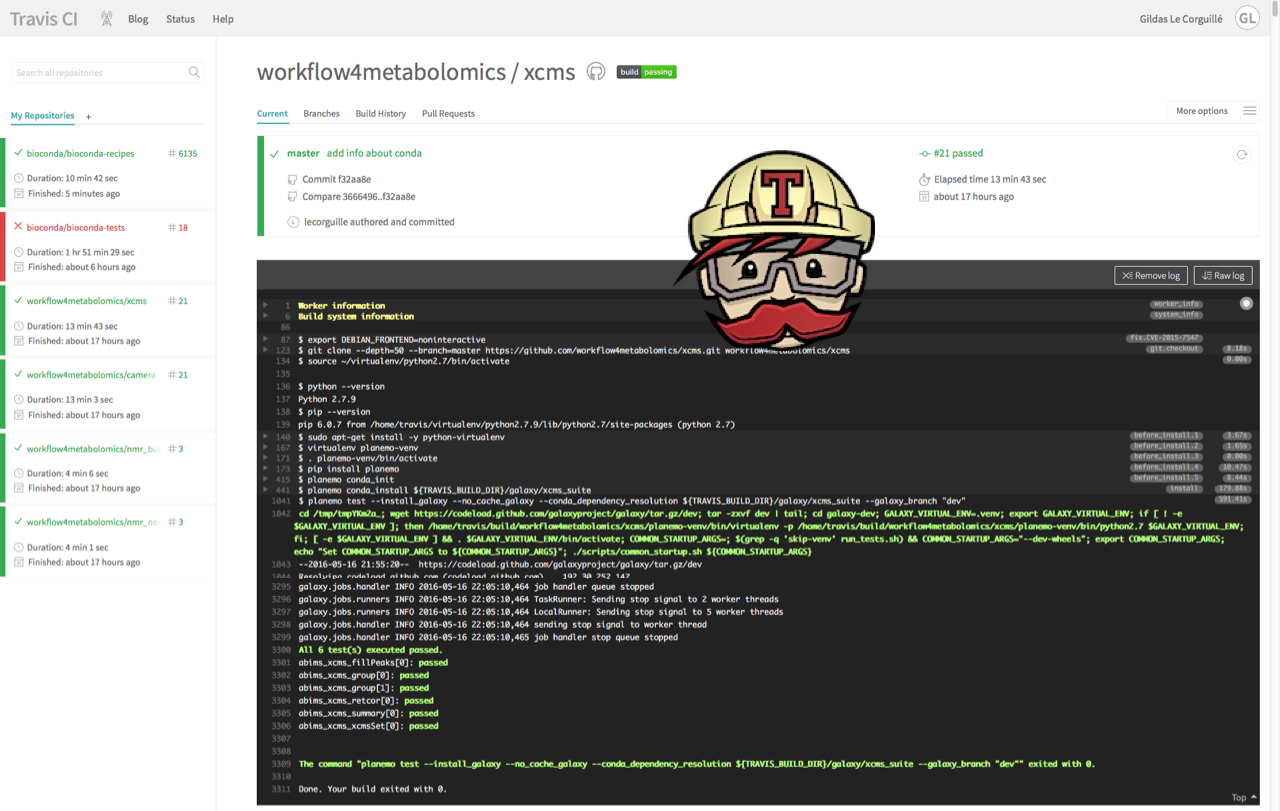 Travis CI
Blog
Status
Help
Gildas Le Corguillé
GL
Search all repositories
My Repositories
+
bioconda/bioconda-recipes # 6135
Duration: 10 min 42 sec
Finished: 5 minutes ago
bioconda/bioconda-tests # 18
Duration: 1 hr 51 min 29 sec
Finished: about 6 hours ago
workflow4metabolomics/xcms # 21
Duration: 13 min 43 sec
Finished: about 17 hours ago
workflow4metabolomics/camera # 21
Duration: 13 min 3 sec
Finished: about 17 hours ago
workflow4metabolomics/nmr_bu # 3
Duration: 4 min 6 sec
Finished: about 17 hours ago
workflow4metabolomics/nmr_no # 3
Duration: 4 min 1 sec
Finished: about 17 hours ago
workflow4metabolomics / xcms
build passing
Current
Branches
Build History
Pull Requests
More options
master add info about conda
Commit f32aa8e
Compare 3666496..f32aa8e
lecorguille authored and committed
#21 passed
Elapsed time 13 min 43 sec
about 17 hours ago
T
Remove log
Raw log
1 Worker information worker_info
6 Build system information system_info
86
87 $ export DEBIAN_FRONTEND=noninteractive fix.CVE-2015-7547
123 $ git clone --depth=50 --branch=master https://github.com/workflow4metabolomics/xcms.git workflow4metabolomics/xcms git.checkout 8.18s
134 $ source ~/virtualenv/python2.7/bin/activate 0.00s
135
136 $ python --version
137 Python 2.7.9
138 $ pip --version
139 pip 6.0.7 from /home/travis/virtualenv/python2.7.9/lib/python2.7/site-packages (python 2.7)
140 $ sudo apt-get install -y python-virtualenv before_install.1 3.67s
167 $ virtualenv planemo-venv before_install.2 1.65s
171 $ . planemo-venv/bin/activate before_install.3 0.00s
173 $ pip install planemo before_install.4 10.47s
415 $ planemo conda_init before_install.5 8.44s
441 $ planemo conda_install ${TRAVIS_BUILD_DIR}/galaxy/xcms_suite install 179.88s
1041 $ planemo test --install_galaxy --no_cache_galaxy --conda_dependency_resolution ${TRAVIS_BUILD_DIR}/galaxy/xcms_suite --galaxy_branch "dev" 591.41s
1042 cd /tmp/tmpYKm2a_; wget https://codeload.github.com/galaxyproject/galaxy/tar.gz/dev; tar -zxvf dev | tail; cd galaxy-dev; GALAXY_VIRTUAL_ENV=.venv; export GALAXY_VIRTUAL_ENV; if [ ! -e
$GALAXY_VIRTUAL_ENV ]; then /home/travis/build/workflow4metabolomics/xcms/planemo-venv/bin/virtualenv -p /home/travis/build/workflow4metabolomics/xcms/planemo-venv/bin/python2.7 $GALAXY_VIRTUAL_ENV;
fi; [ -e $GALAXY_VIRTUAL_ENV ] && . $GALAXY_VIRTUAL_ENV/bin/activate; COMMON_STARTUP_ARGS=; $(grep -q 'skip-venv' run_tests.sh) && COMMON_STARTUP_ARGS="--dev-wheels"; export COMMON_STARTUP_ARGS;
echo "Set COMMON_STARTUP_ARGS to ${COMMON_STARTUP_ARGS}"; ./scripts/common_startup.sh ${COMMON_STARTUP_ARGS}
1043 --2016-05-16 21:55:20-- https://codeload.github.com/galaxyproject/galaxy/tar.gz/dev
1044 Resolving codeload.github.com (codeload.github.com)... 192.30.252.147
3295 galaxy.jobs.handler INFO 2016-05-16 22:05:10,464 job handler queue stopped
3296 galaxy.jobs.runners INFO 2016-05-16 22:05:10,464 TaskRunner: Sending stop signal to 2 worker threads
3297 galaxy.jobs.runners INFO 2016-05-16 22:05:10,464 LocalRunner: Sending stop signal to 5 worker threads
3298 galaxy.jobs.handler INFO 2016-05-16 22:05:10,464 sending stop signal to worker thread
3299 galaxy.jobs.handler INFO 2016-05-16 22:05:10,465 job handler stop queue stopped
3300 All 6 test(s) executed passed.
3301 abims_xcms_fillPeaks[0]: passed
3302 abims_xcms_group[0]: passed
3303 abims_xcms_group[1]: passed
3304 abims_xcms_retcor[0]: passed
3305 abims_xcms_summary[0]: passed
3306 abims_xcms_xcmsSet[0]: passed
3307
3308
3309 The command "planemo test --install_galaxy --no_cache_galaxy --conda_dependency_resolution ${TRAVIS_BUILD_DIR}/galaxy/xcms_suite --galaxy_branch "dev"" exited with 0.
3310
3311 Done. Your build exited with 0.
Top